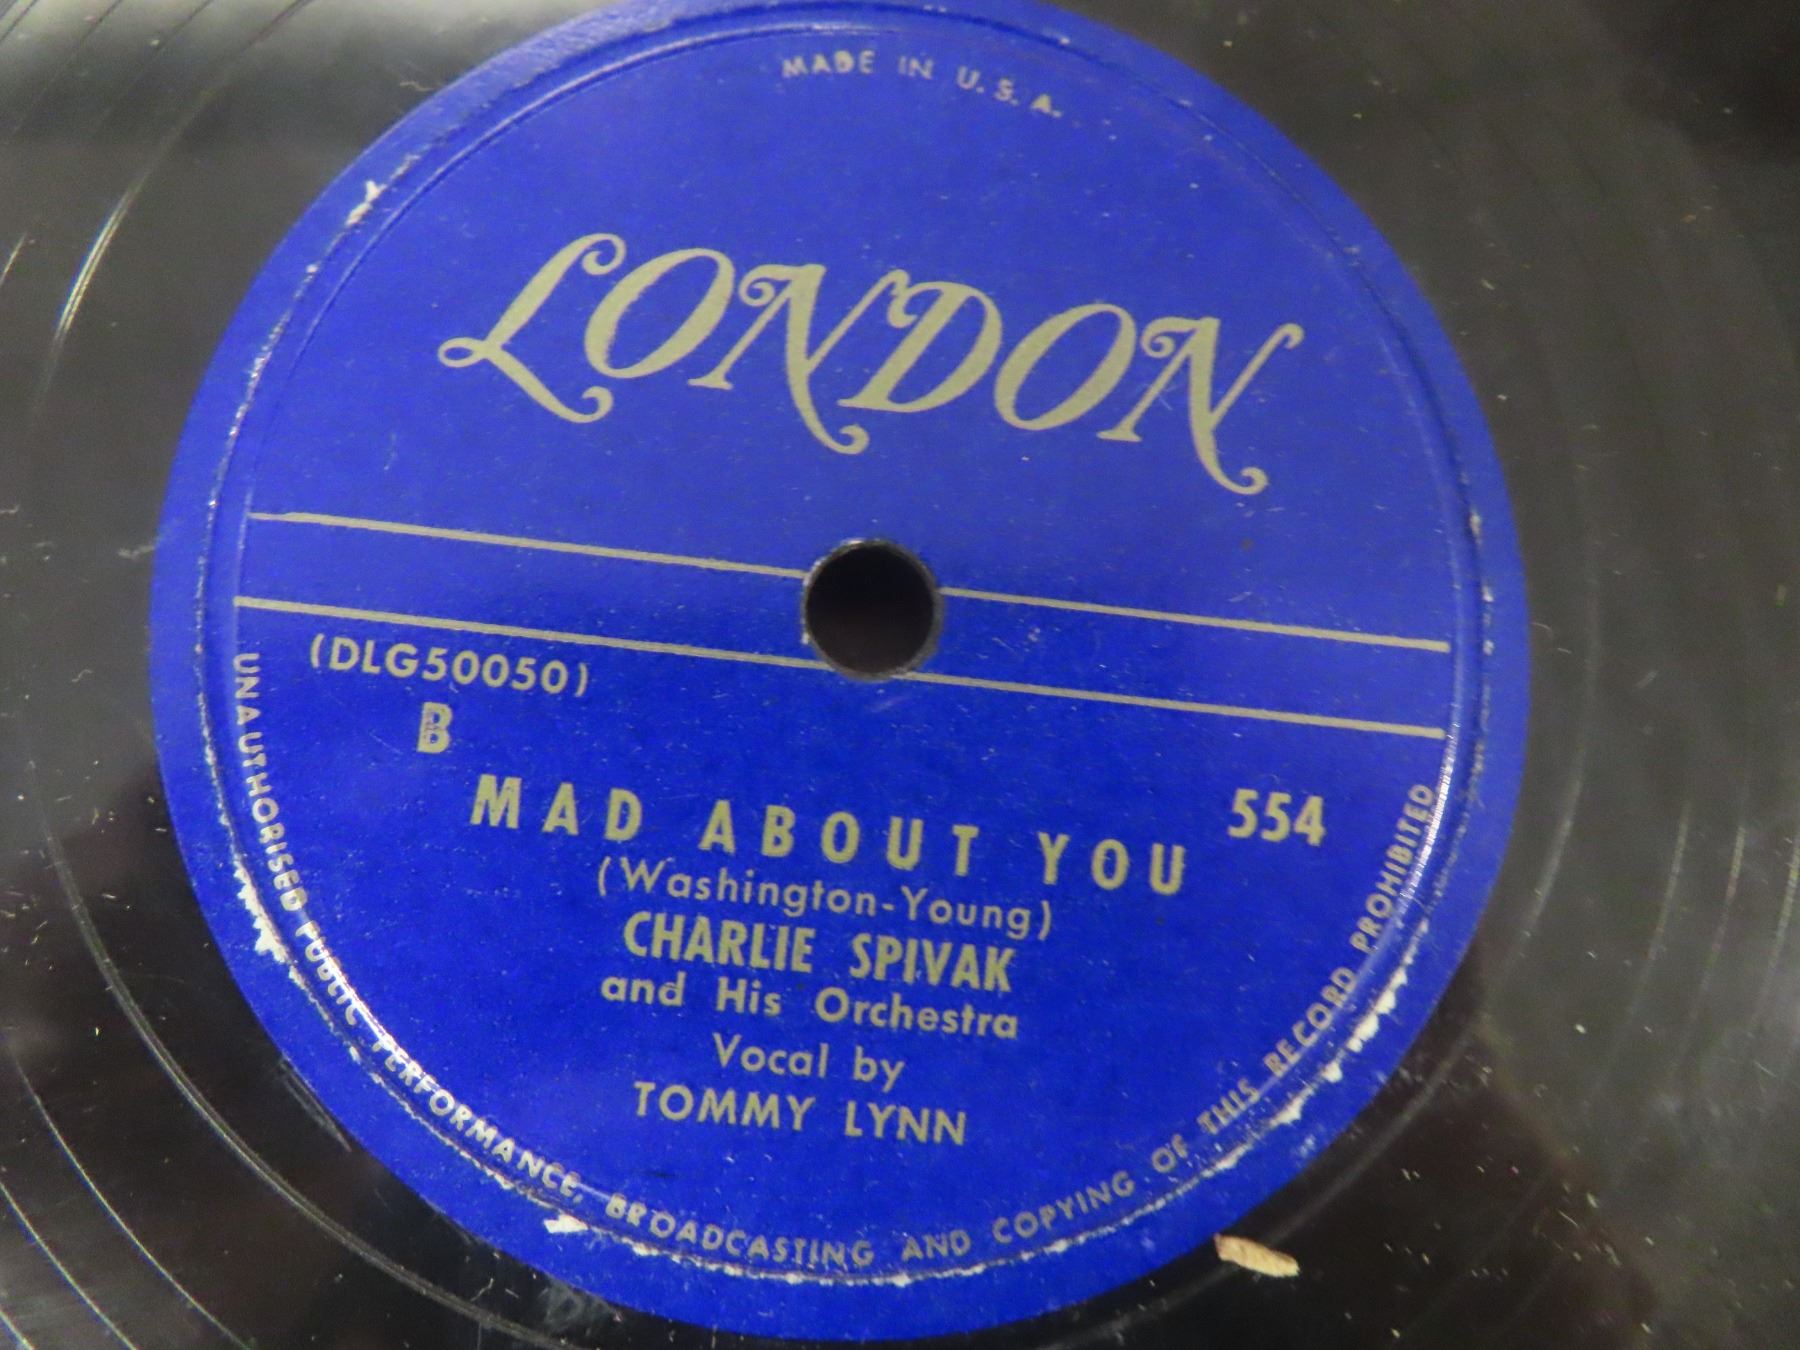 MADE IN U.S.A.
LONDON
(DLG50050)
B
554
MAD ABOUT YOU
(Washington-Young)
CHARLIE SPIVAK
and His Orchestra
Vocal by
TOMMY LYNN
UNAUTHORISED PUBLIC PERFORMANCE, BROADCASTING AND COPYING OF THIS RECORD PROHIBITED